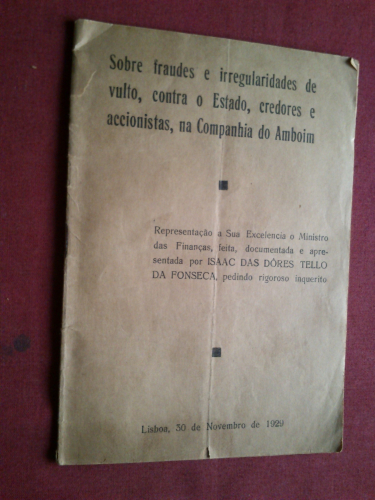 Sobre fraudes e irregularidades de
vulto, contra o Estado, credores e
accionistas, na Companhia do Amboim
Representação a Sua Excelencia o Ministro
das Finanças, feita, documentada e apre-
sentada por ISAAC DAS DÔRES TELLO
DA FONSECA, pedindo rigoroso inquerito
Lisboa, 30 de Novembro de 1929